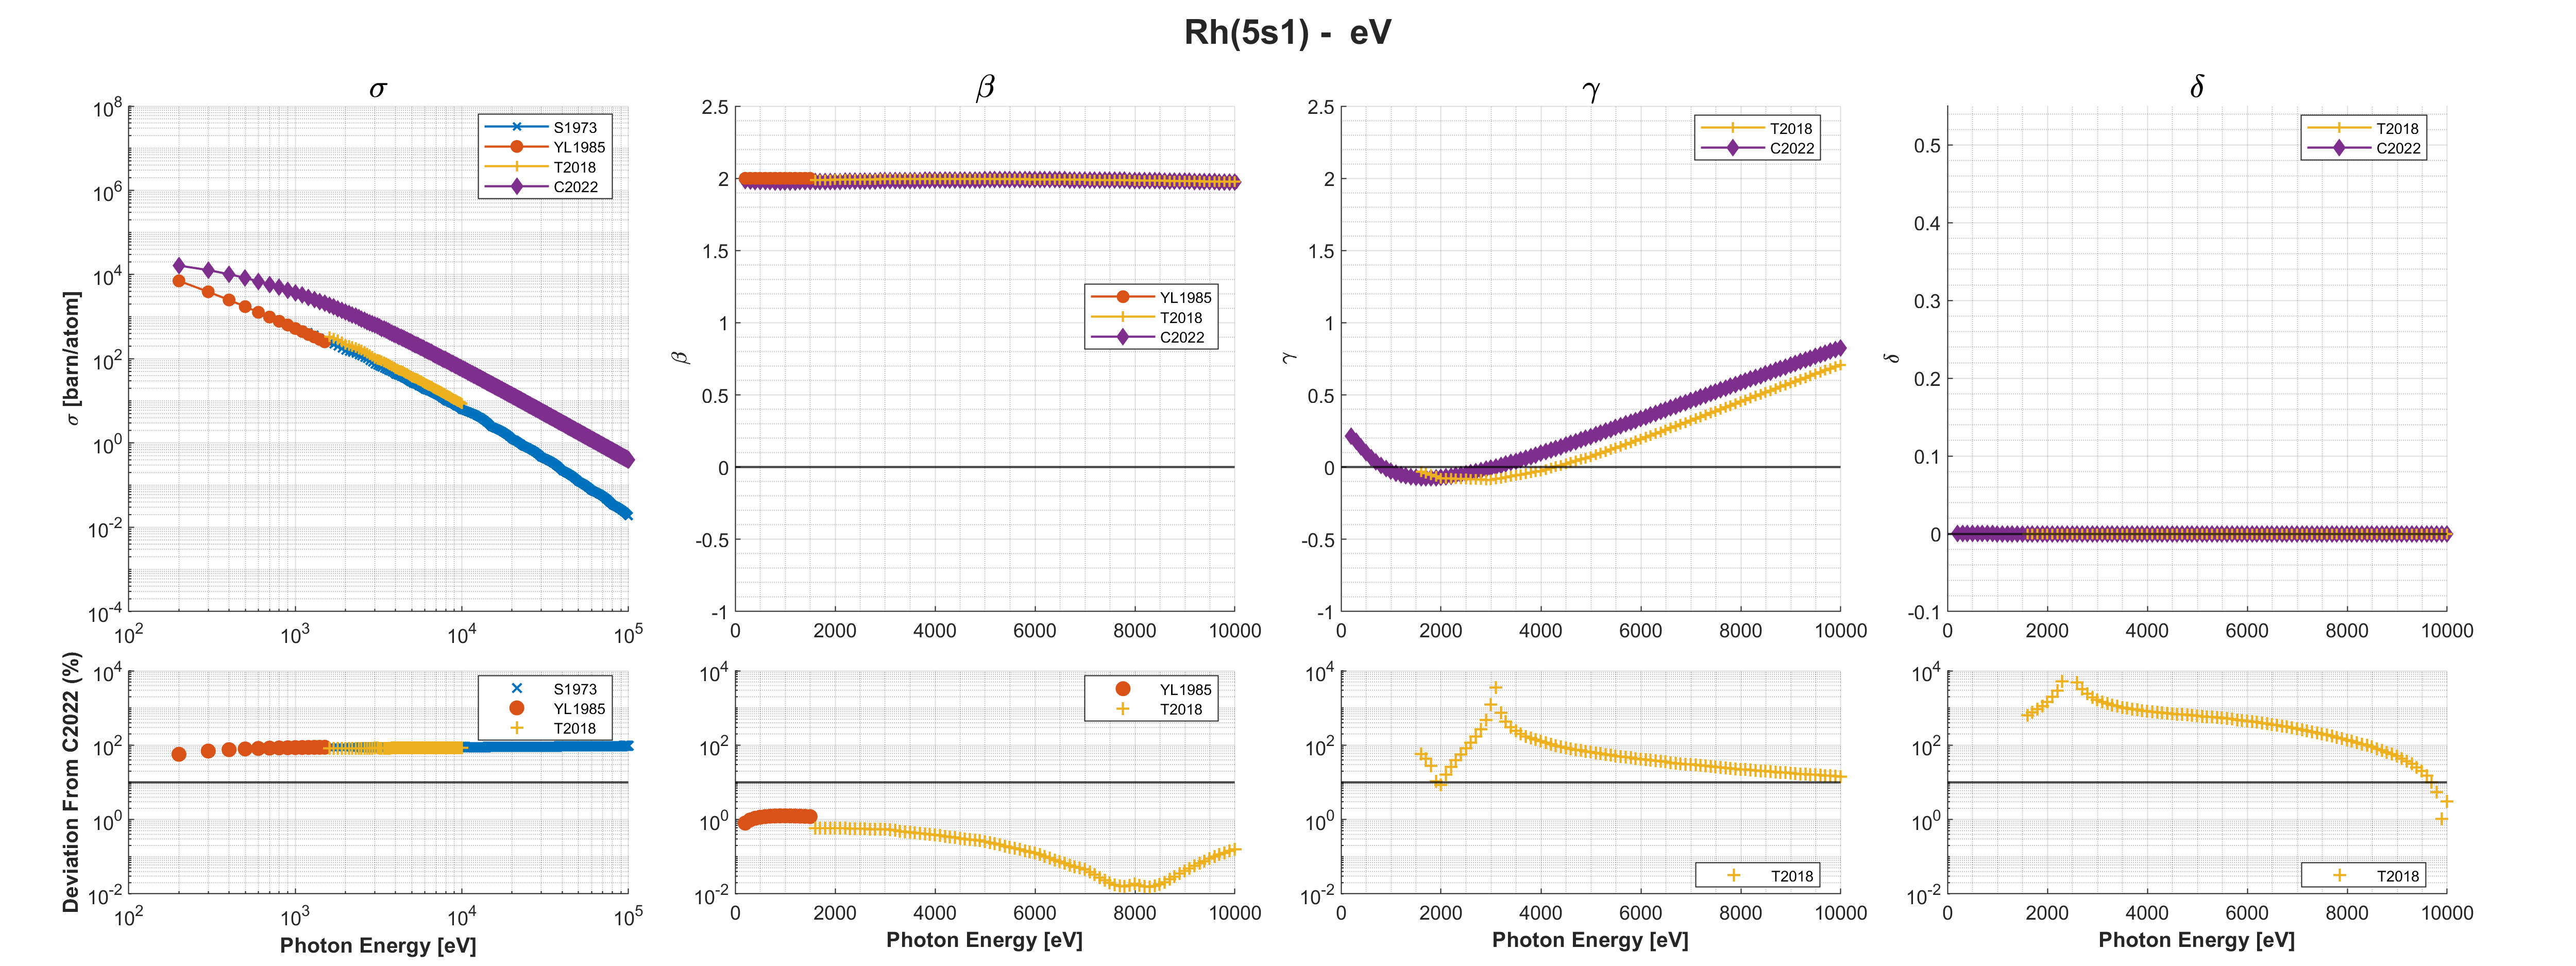 Rh(5s1) -  eV
σ
β
γ
δ
σ [barn/atom]
10^8
10^6
10^4
10^2
10^0
10^-2
10^-4
10^2
10^3
10^4
10^5
S1973
YL1985
T2018
C2022
β
2.5
2
1.5
1
0.5
0
-0.5
-1
0
2000
4000
6000
8000
10000
YL1985
T2018
C2022
γ
2.5
2
1.5
1
0.5
0
-0.5
-1
0
2000
4000
6000
8000
10000
T2018
C2022
δ
0.5
0.4
0.3
0.2
0.1
0
-0.1
0
2000
4000
6000
8000
10000
T2018
C2022
Deviation From C2022 (%)
10^4
10^2
10^0
10^-2
10^2
10^3
10^4
10^5
S1973
YL1985
T2018
Photon Energy [eV]
10^4
10^2
10^0
10^-2
0
2000
4000
6000
8000
10000
YL1985
T2018
Photon Energy [eV]
10^4
10^2
10^0
10^-2
0
2000
4000
6000
8000
10000
T2018
Photon Energy [eV]
10^4
10^2
10^0
10^-2
0
2000
4000
6000
8000
10000
T2018
Photon Energy [eV]